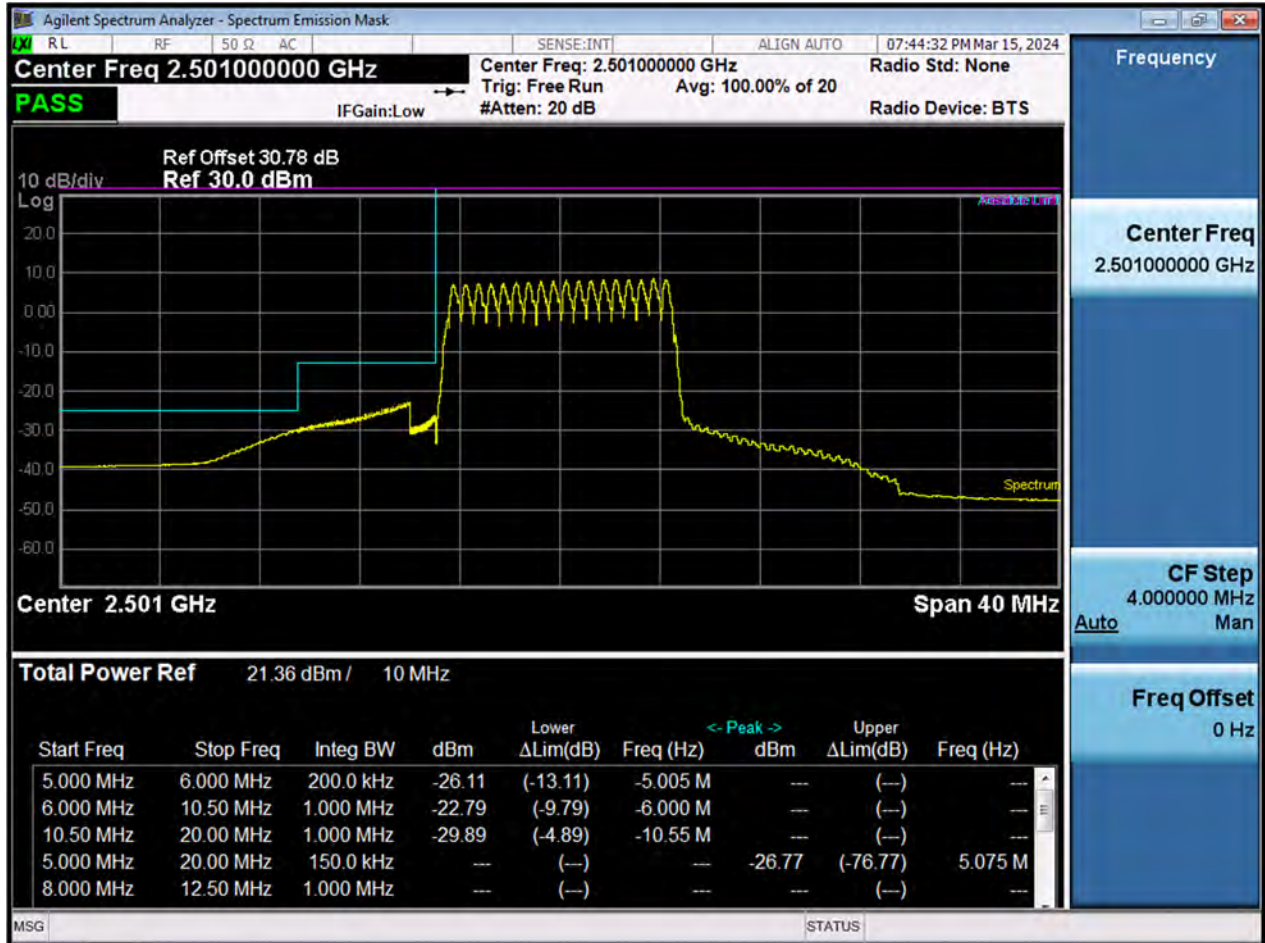 Agilent Spectrum Analyzer - Spectrum Emission Mask
LXI RL RF 50 Ω AC SENSE:INT ALIGN AUTO 07:44:32 PM Mar 15, 2024
Center Freq 2.501000000 GHz
Center Freq: 2.501000000 GHz Radio Std: None
Trig: Free Run Avg: 100.00% of 20
PASS IFGain:Low #Atten: 20 dB Radio Device: BTS
Ref Offset 30.78 dB
10 dB/div Ref 30.0 dBm
Log
Absolute Limit
20.0
10.0
0.00
-10.0
-20.0
-30.0
-40.0
Spectrum
-50.0
-60.0
Center 2.501 GHz Span 40 MHz
Total Power Ref 21.36 dBm / 10 MHz
Lower <- Peak -> Upper
Start Freq Stop Freq Integ BW dBm ΔLim(dB) Freq (Hz) dBm ΔLim(dB) Freq (Hz)
5.000 MHz 6.000 MHz 200.0 kHz -26.11 (-13.11) -5.005 M --- (---) ---
6.000 MHz 10.50 MHz 1.000 MHz -22.79 (-9.79) -6.000 M --- (---) ---
10.50 MHz 20.00 MHz 1.000 MHz -29.89 (-4.89) -10.55 M --- (---) ---
5.000 MHz 20.00 MHz 150.0 kHz --- (---) --- -26.77 (-76.77) 5.075 M
8.000 MHz 12.50 MHz 1.000 MHz --- (---) --- --- (---) ---
MSG STATUS
Frequency
Center Freq
2.501000000 GHz
CF Step
4.000000 MHz
Auto Man
Freq Offset
0 Hz